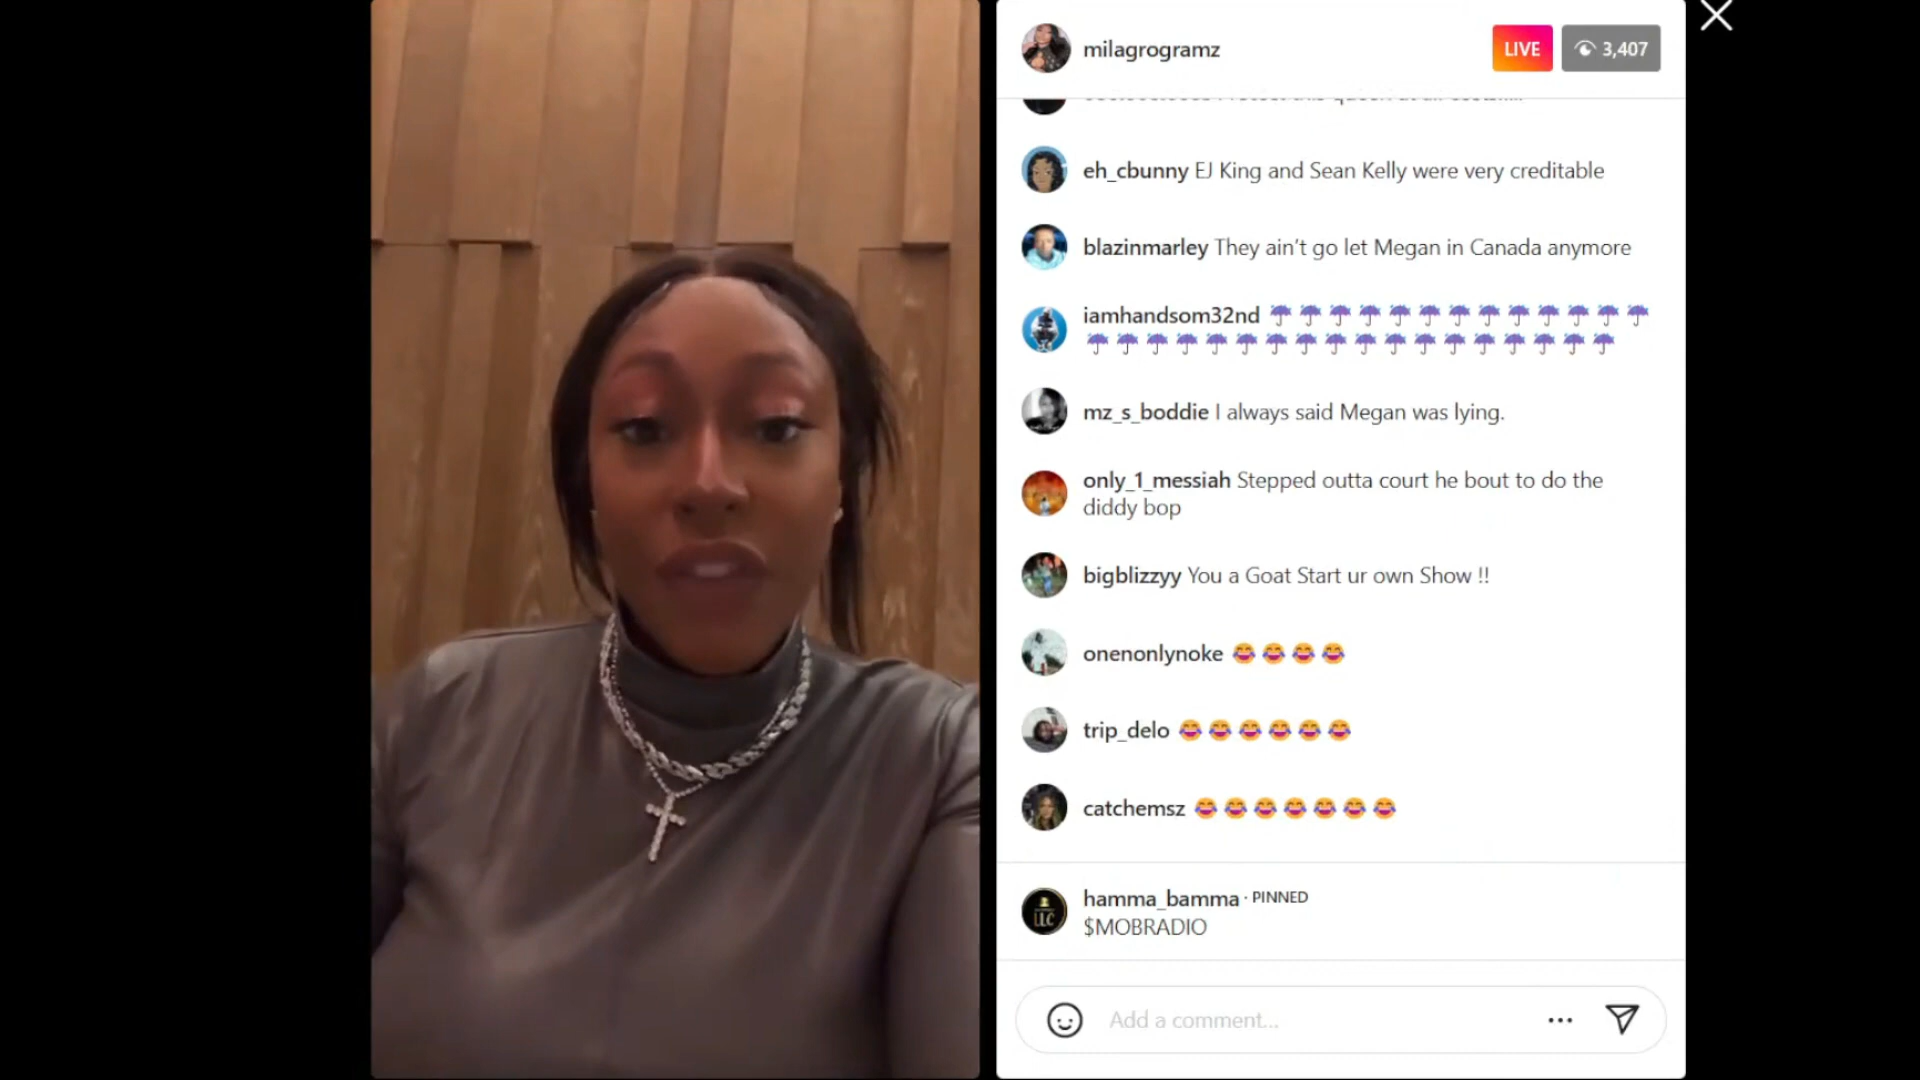 milagrogramz
LIVE
3,407
eh_cbunny EJ King and Sean Kelly were very creditable
blazinmarley They ain't go let Megan in Canada anymore
iamhandsom32nd ☔☔☔☔☔☔☔☔☔☔☔☔☔
☔☔☔☔☔☔☔☔☔☔☔☔☔☔☔☔☔☔
mz_s_boddie I always said Megan was lying.
only_1_messiah Stepped outta court he bout to do the
diddy bop
bigblizzyy You a Goat Start ur own Show !!
onenonlynoke 😂😂😂😂
trip_delo 😂😂😂😂😂😂
catchemsz 😂😂😂😂😂😂😂
hamma_bamma · PINNED
$MOBRADIO
LLC
Add a comment...